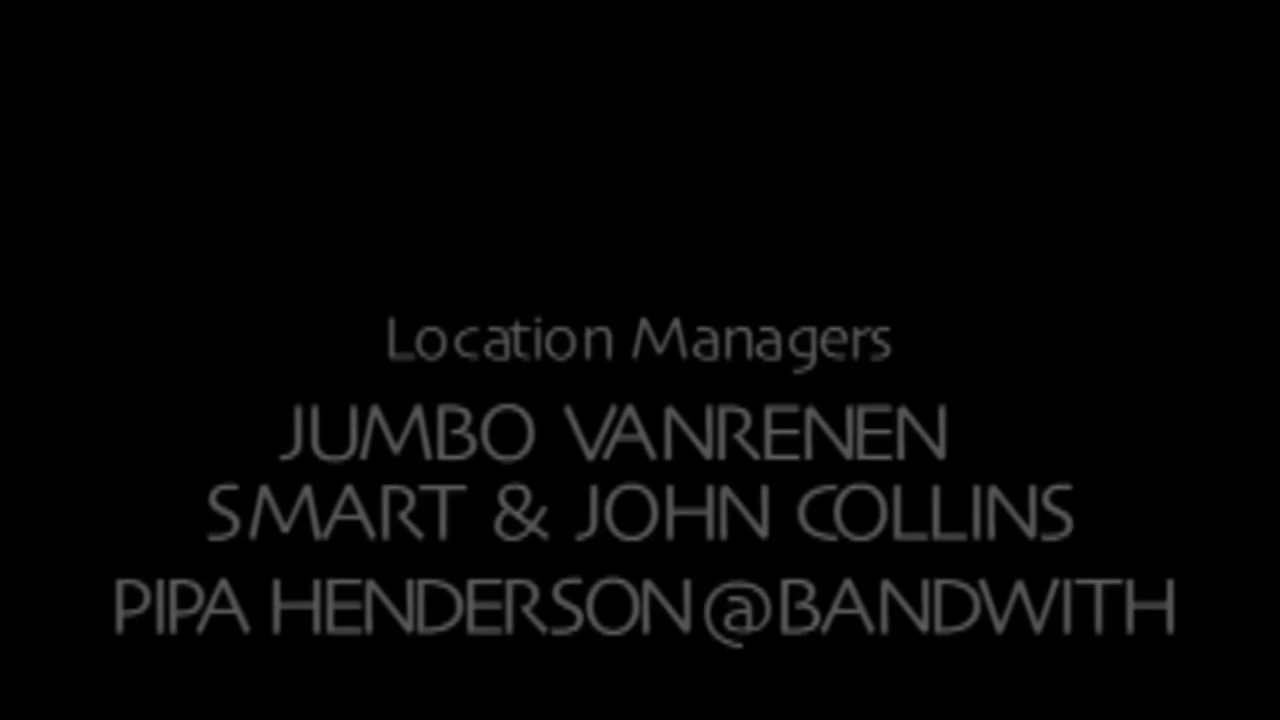 Location Managers
JUMBO VANRENEN
SMART & JOHN COLLINS
PIPA HENDERSON@BANDWITH